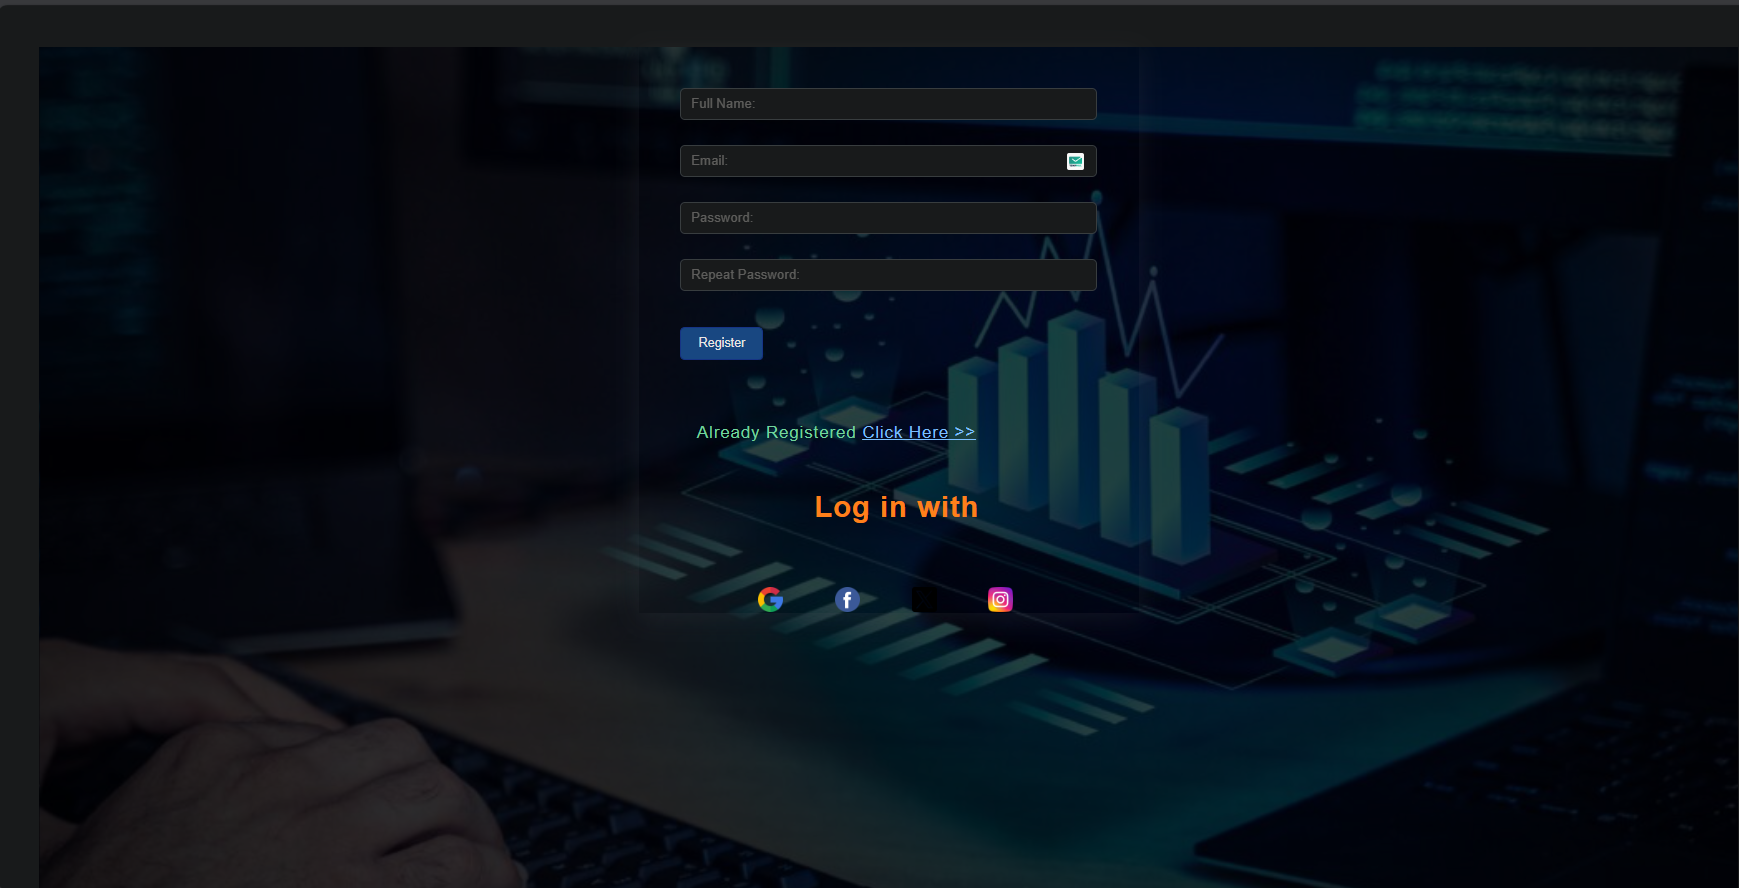 Full Name:
Email:
Password:
Repeat Password:
Register
Already Registered Click Here >>
Log in with